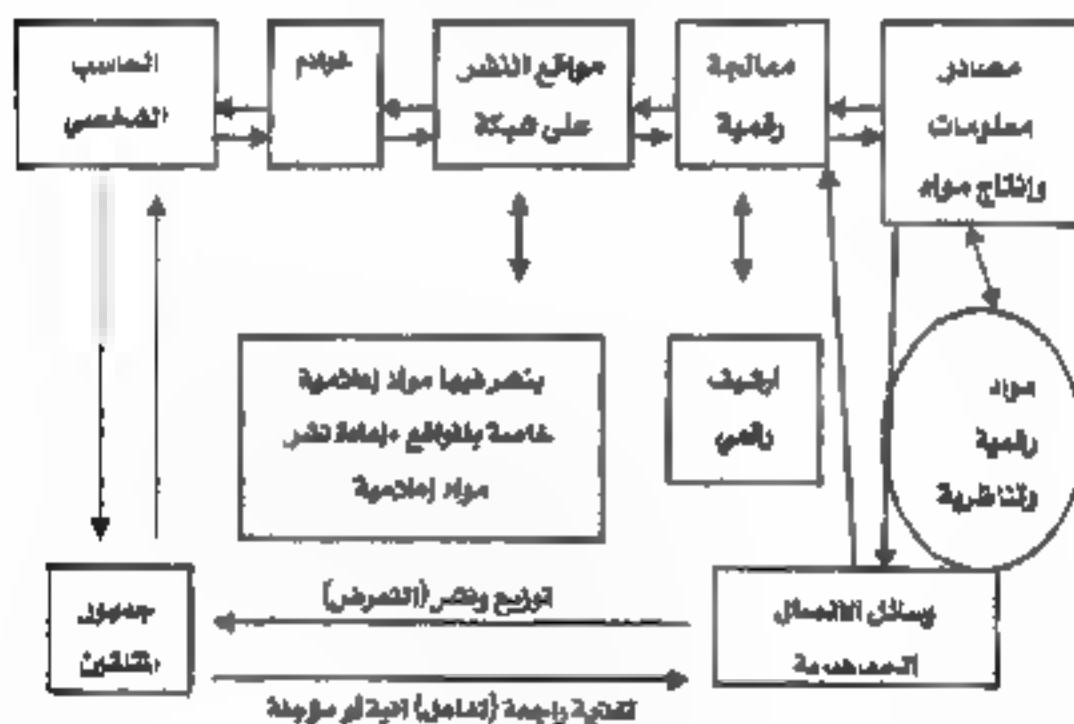 مصادر
معلومات
وإنتاج مواد
معالجة
رقمية
مواقع النشر
على شبكة
خوادم
الحاسب
الشخصي
مواد
رقمية
وتناظرية
أرشيف
رقمي
ينشر فيها مواد إعلامية
خاصة بالمواقع +إعادة نشر
مواد إعلامية
وسائل الاتصال
الجماهيرية
توزيع ونشر (التعرض)
تغذية راجعة (تفاعل) آنية أو مؤجلة
جمهور
المتلقين